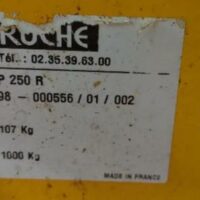 ROCHE
Tél. : 02.35.39.63.00
P 250 R
98 - 000556 / 01 / 002
107 Kg
1000 Kg
MADE IN FRANCE